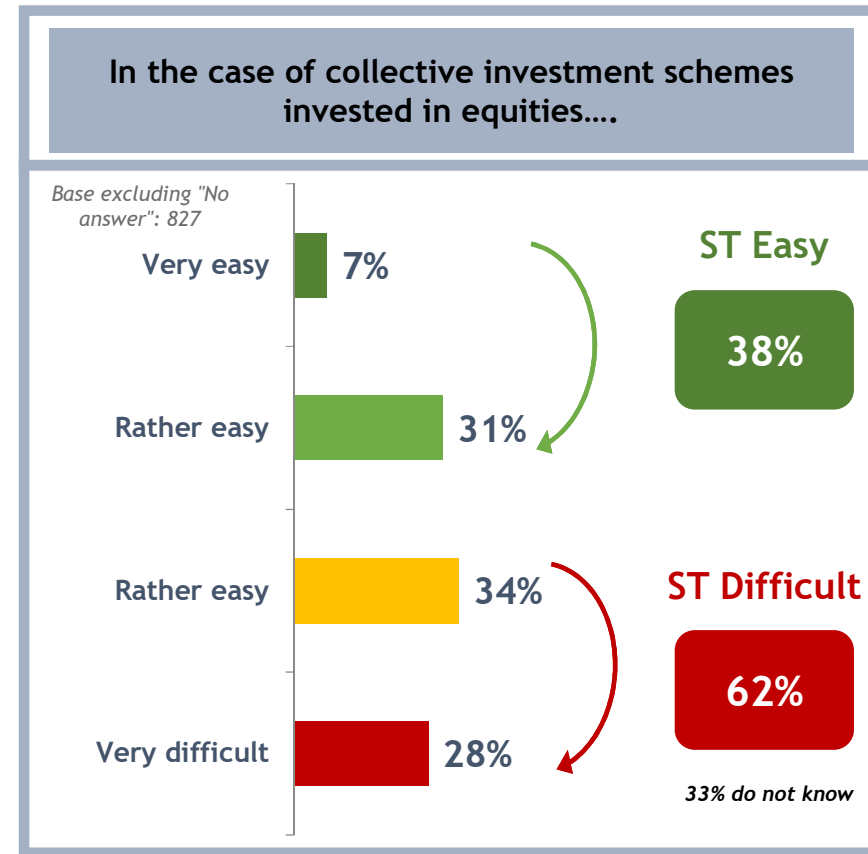 In the case of collective investment schemes
invested in equities….
Base excluding "No
answer": 827
Very easy
7%
ST Easy
38%
Rather easy
31%
Rather easy
34%
ST Difficult
62%
Very difficult
28%
33% do not know